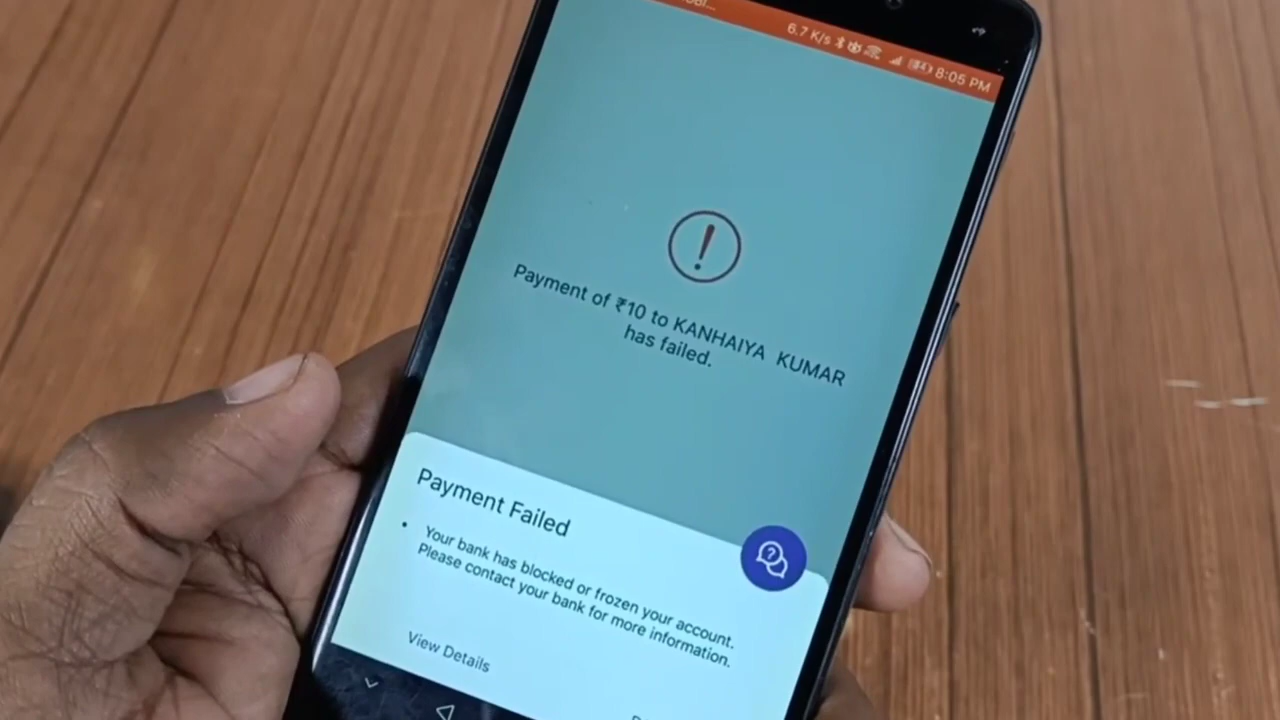 6.7 K/s 8:05 PM
!
Payment of ₹10 to KANHAIYA KUMAR
has failed.
Payment Failed
?
• Your bank has blocked or frozen your account.
Please contact your bank for more information.
View Details